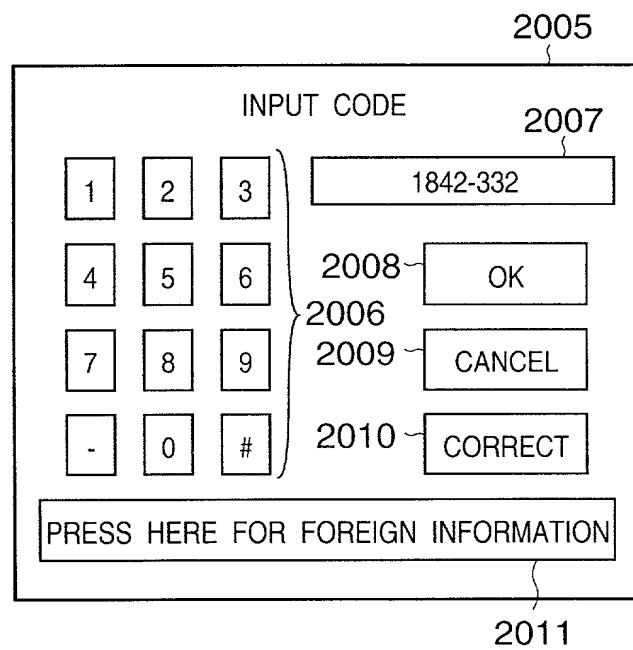 2005
INPUT CODE
2007
1 2 3
1842-332
4 5 6
2008
OK
2006
7 8 9
2009
CANCEL
- 0 #
2010
CORRECT
PRESS HERE FOR FOREIGN INFORMATION
2011